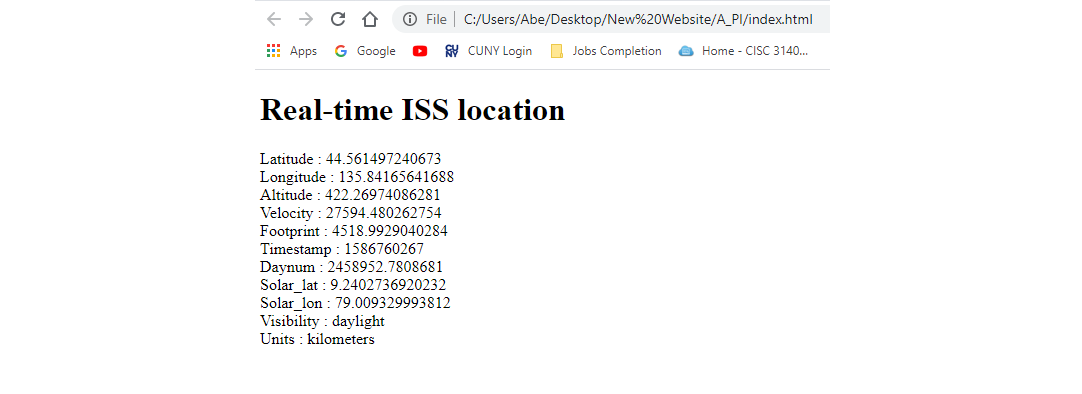 File C:/Users/Abe/Desktop/New%20Website/A_PI/index.html
Apps Google CUNY Login Jobs Completion Home - CISC 3140...
Real-time ISS location
Latitude : 44.561497240673
Longitude : 135.84165641688
Altitude : 422.26974086281
Velocity : 27594.480262754
Footprint : 4518.9929040284
Timestamp : 1586760267
Daynum : 2458952.7808681
Solar_lat : 9.2402736920232
Solar_lon : 79.009329993812
Visibility : daylight
Units : kilometers